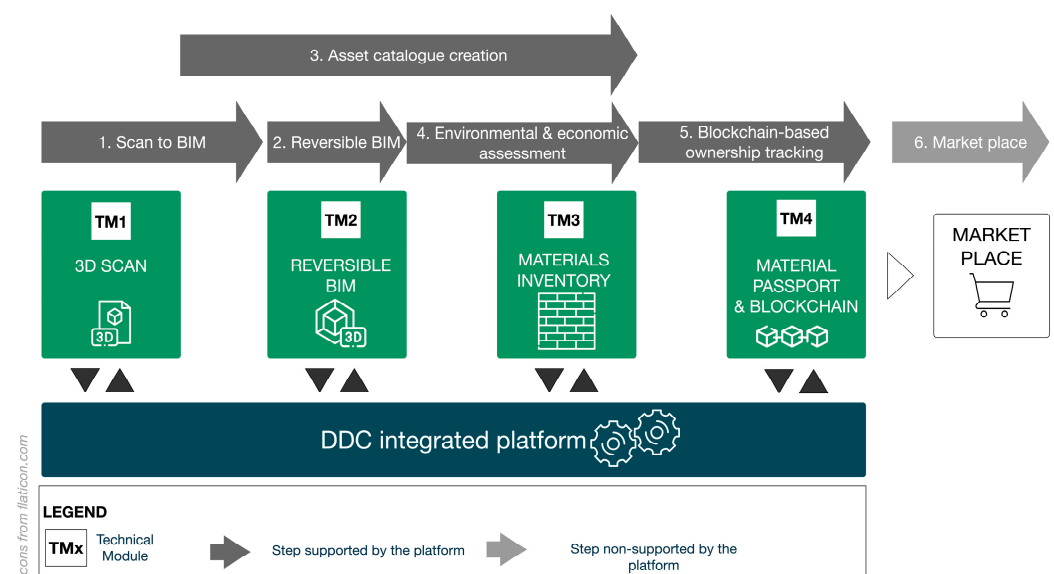 3. Asset catalogue creation
1. Scan to BIM
2. Reversible BIM
4. Environmental & economic
assessment
5. Blockchain-based
ownership tracking
6. Market place
TM1
3D SCAN
3D
TM2
REVERSIBLE
BIM
3D
TM3
MATERIALS
INVENTORY
TM4
MATERIAL
PASSPORT
& BLOCKCHAIN
MARKET
PLACE
DDC integrated platform
cons from flaticon.com
LEGEND
TMx
Technical
Module
Step supported by the platform
Step non-supported by the
platform